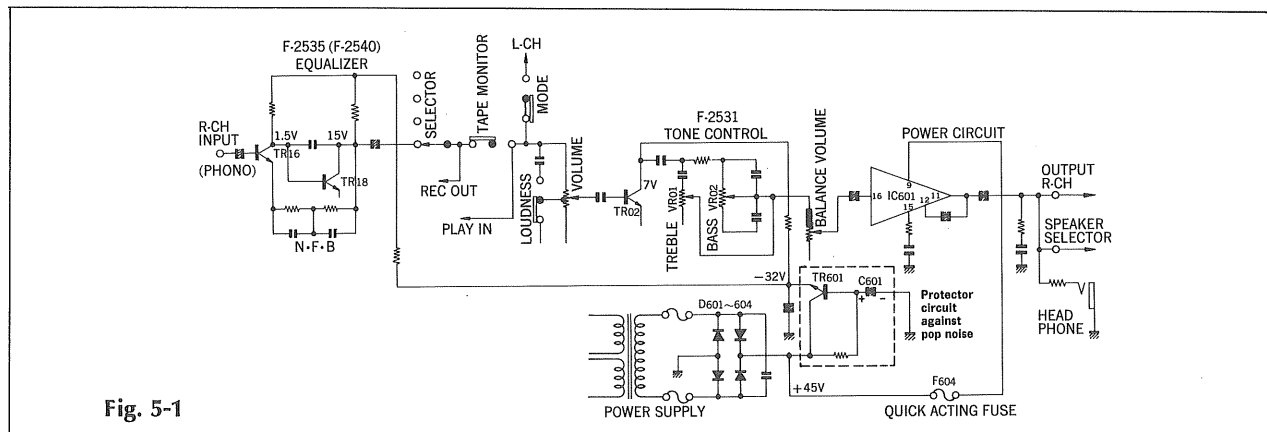 F-2535 (F-2540)
EQUALIZER
R-CH
INPUT
(PHONO)
1.5V
15V
TR16
TR18
N·F·B
SELECTOR
TAPE MONITOR
REC OUT
PLAY IN
L-CH
MODE
LOUDNESS
VOLUME
F-2531
TONE CONTROL
7V
TR02
TREBLE VR01
BASS VR02
BALANCE VOLUME
POWER CIRCUIT
9
16
IC601
15
12
11
OUTPUT
R-CH
SPEAKER
SELECTOR
HEAD
PHONE
−32V
TR601
C601
+ -
Protector
circuit
against
pop noise
D601~604
+45V
F604
POWER SUPPLY
QUICK ACTING FUSE
Fig. 5-1